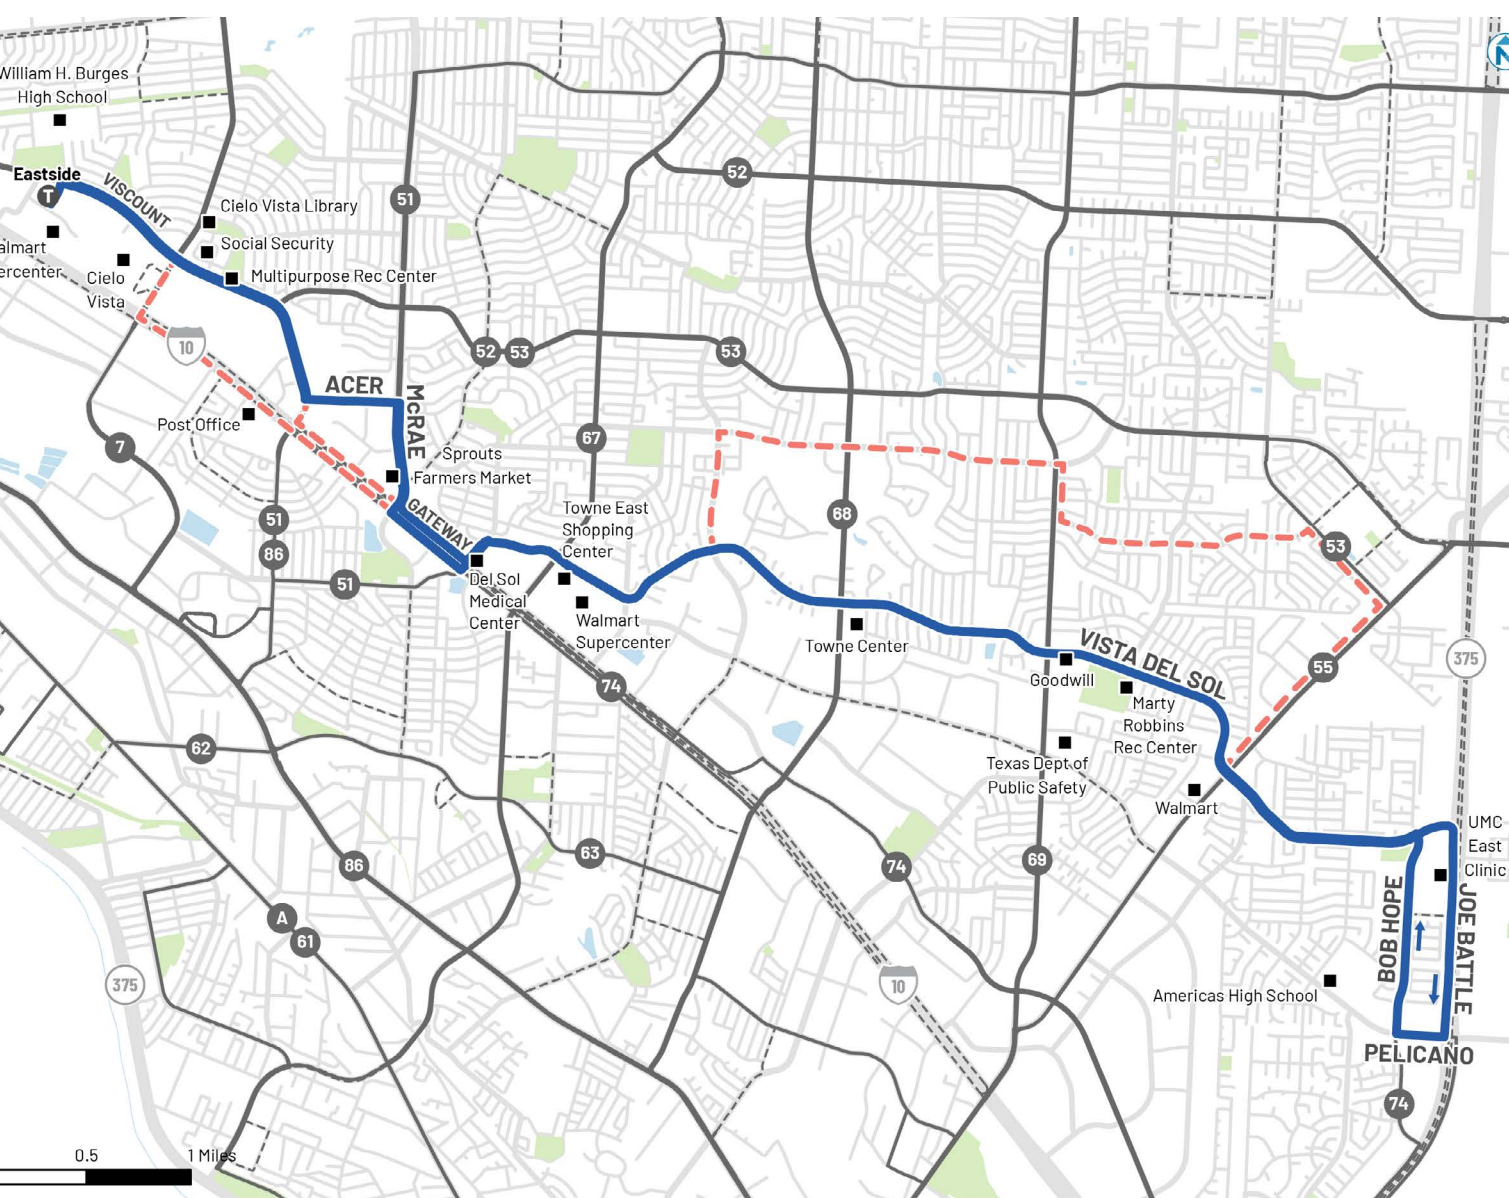 William H. Burges
High School
Eastside
T
VISCOUNT
Cielo Vista Library
Social Security
Multipurpose Rec Center
Cielo
Vista
almart
ercenter
51
52
N
10
52
53
53
ACER
McRAE
Post Office
7
67
Sprouts
Farmers Market
GATEWAY
51
86
51
Towne East
Shopping
Center
Del Sol
Medical
Center
Walmart
Supercenter
68
53
Towne Center
VISTA DEL SOL
Goodwill
Marty
Robbins
Rec Center
55
375
74
Texas Dept of
Public Safety
Walmart
62
UMC
East
Clinic
63
86
74
69
BOB HOPE
JOE BATTLE
A
61
375
10
Americas High School
PELICANO
74
0.5
1 Miles